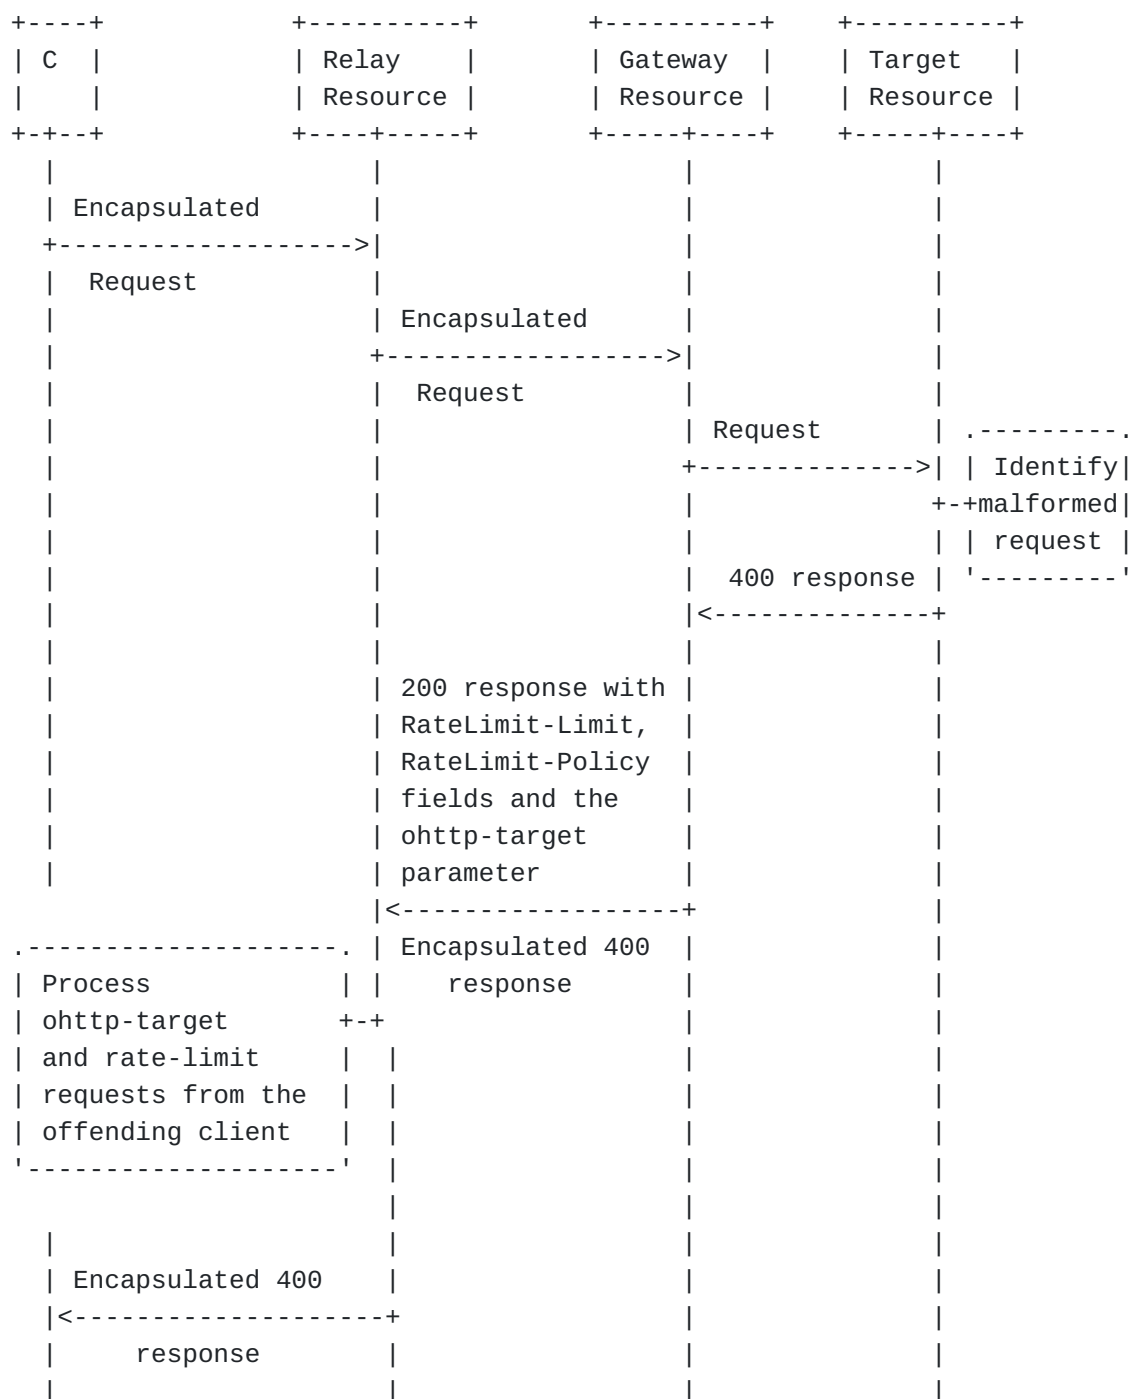 C Relay Gateway Target
Resource Resource Resource
Encapsulated
Request
Encapsulated
Request
Request
Identify
malformed
request
400 response
200 response with
RateLimit-Limit,
RateLimit-Policy
fields and the
ohttp-target
parameter
Encapsulated 400
response
Process
ohttp-target
and rate-limit
requests from the
offending client
Encapsulated 400
response